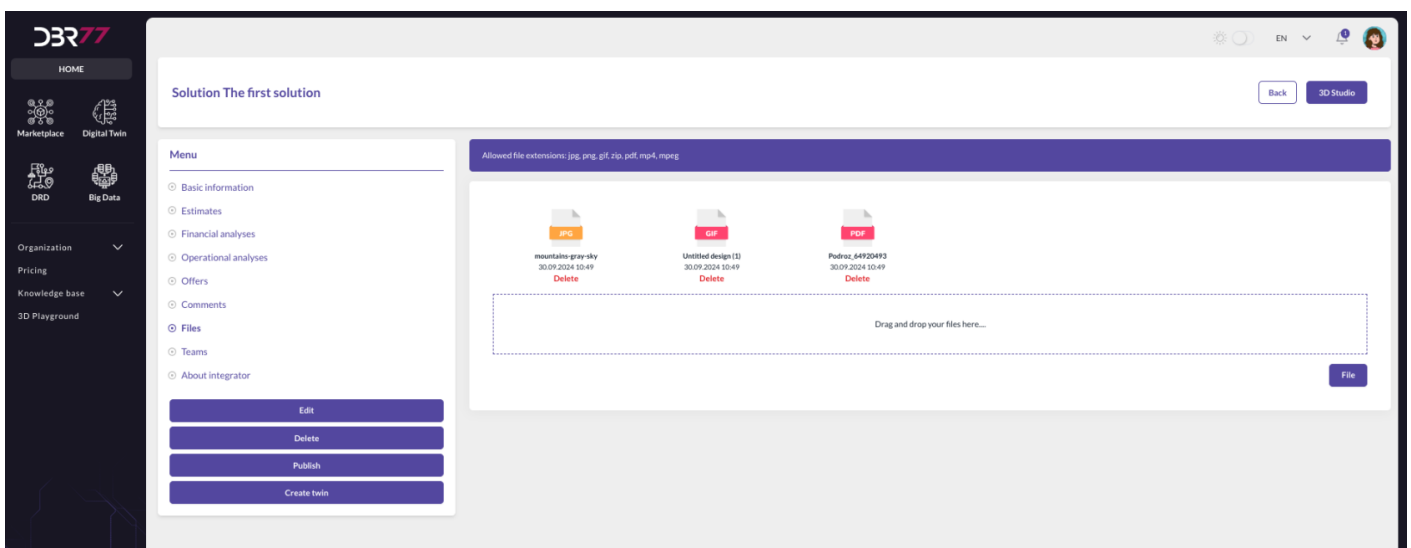 DBR77
HOME
Marketplace
Digital Twin
DRD
Big Data
Organization
Pricing
Knowledge base
3D Playground
EN
1
Solution The first solution
Back
3D Studio
Menu
Basic information
Estimates
Financial analyses
Operational analyses
Offers
Comments
Files
Teams
About integrator
Edit
Delete
Publish
Create twin
Allowed file extensions: jpg, png, gif, zip, pdf, mp4, mpeg
JPG
mountains-gray-sky
30.09.2024 10:49
Delete
GIF
Untitled design (1)
30.09.2024 10:49
Delete
PDF
Podroz_64920493
30.09.2024 10:49
Delete
Drag and drop your files here....
File